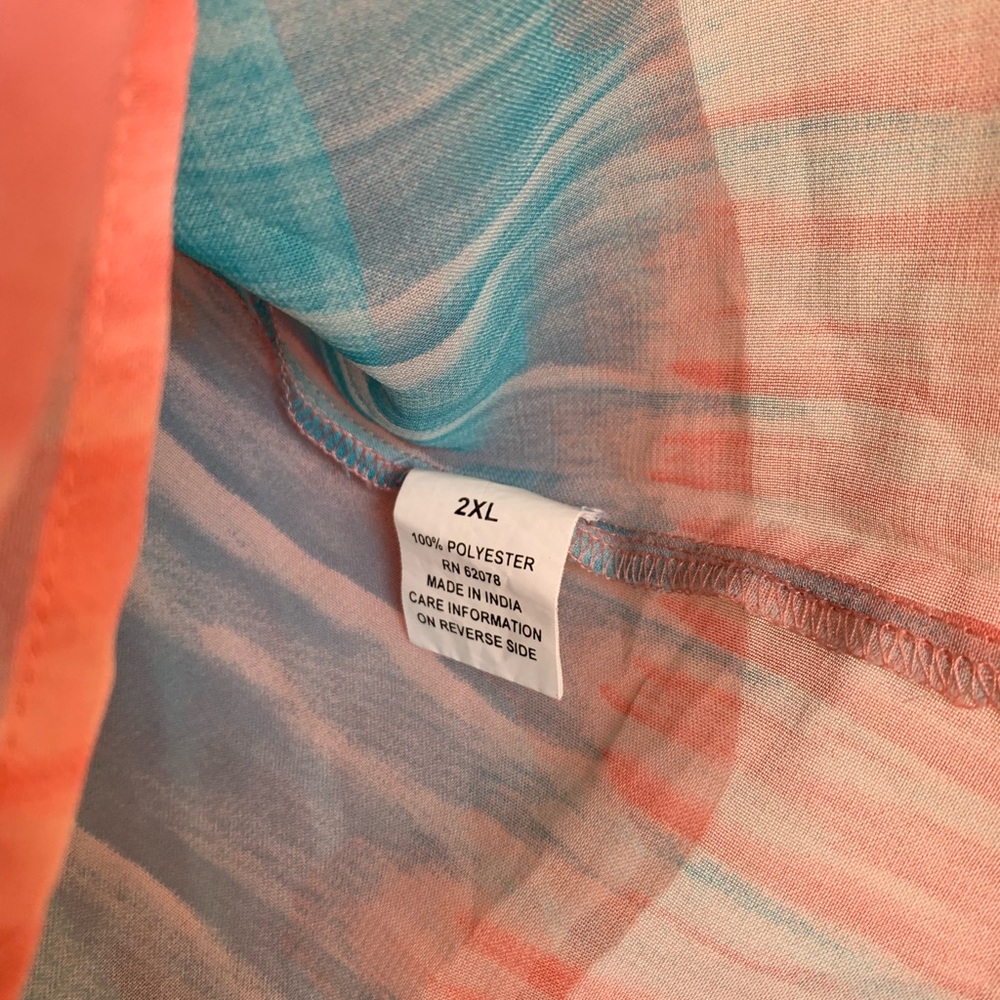 2XL
100% POLYESTER
RN 62078
MADE IN INDIA
CARE INFORMATION
ON REVERSE SIDE